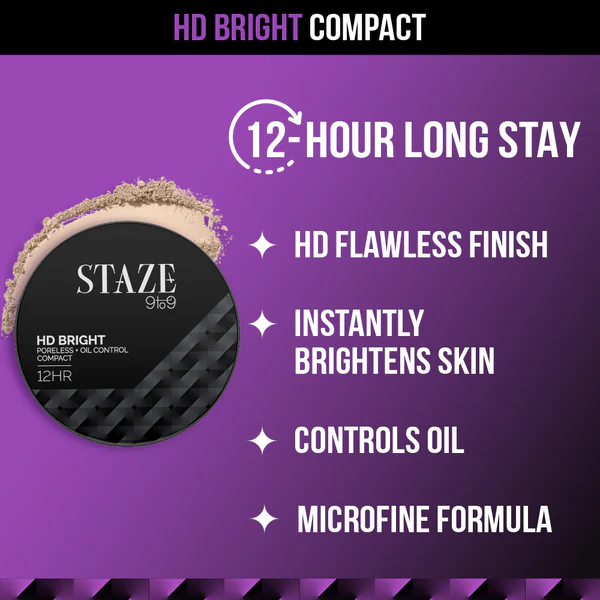 HD BRIGHT COMPACT
12-HOUR LONG STAY
HD FLAWLESS FINISH
INSTANTLY
BRIGHTENS SKIN
CONTROLS OIL
MICROFINE FORMULA
STAZE
9to9
HD BRIGHT
PORELESS • OIL CONTROL
COMPACT
12HR